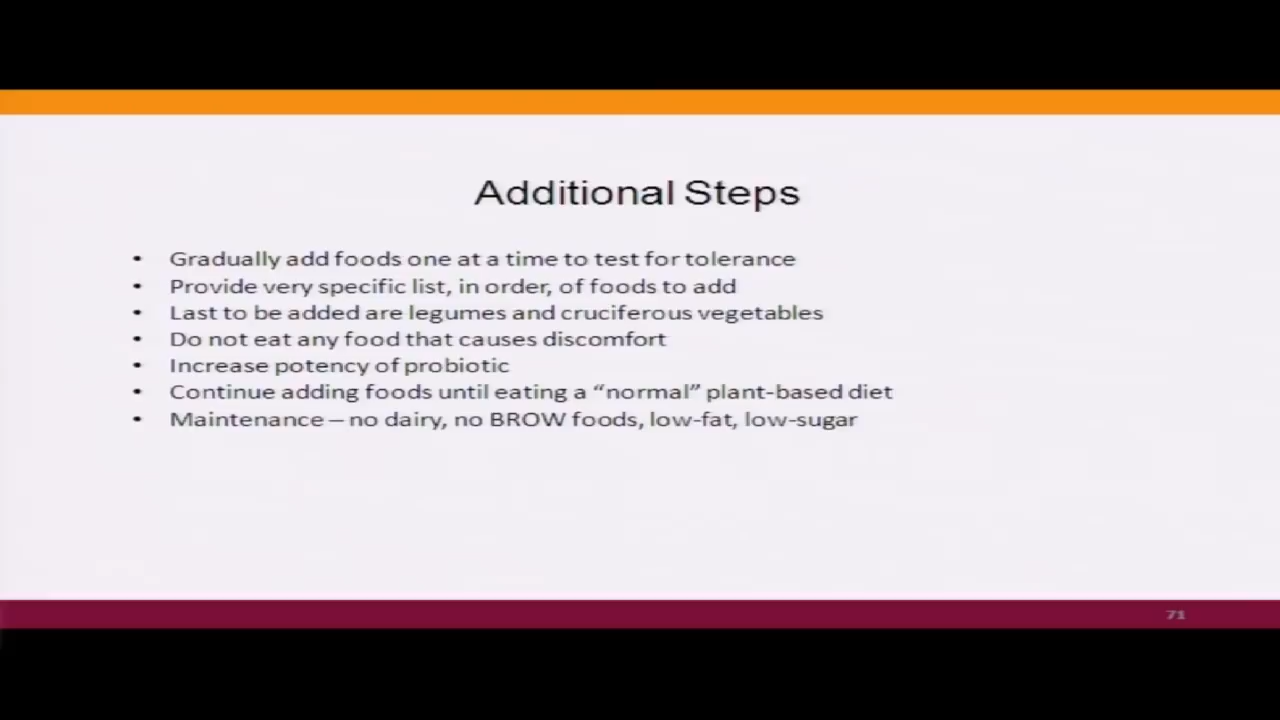 Additional Steps
• Gradually add foods one at a time to test for tolerance
• Provide very specific list, in order, of foods to add
• Last to be added are legumes and cruciferous vegetables
• Do not eat any food that causes discomfort
• Increase potency of probiotic
• Continue adding foods until eating a “normal” plant-based diet
• Maintenance – no dairy, no BROW foods, low-fat, low-sugar
71